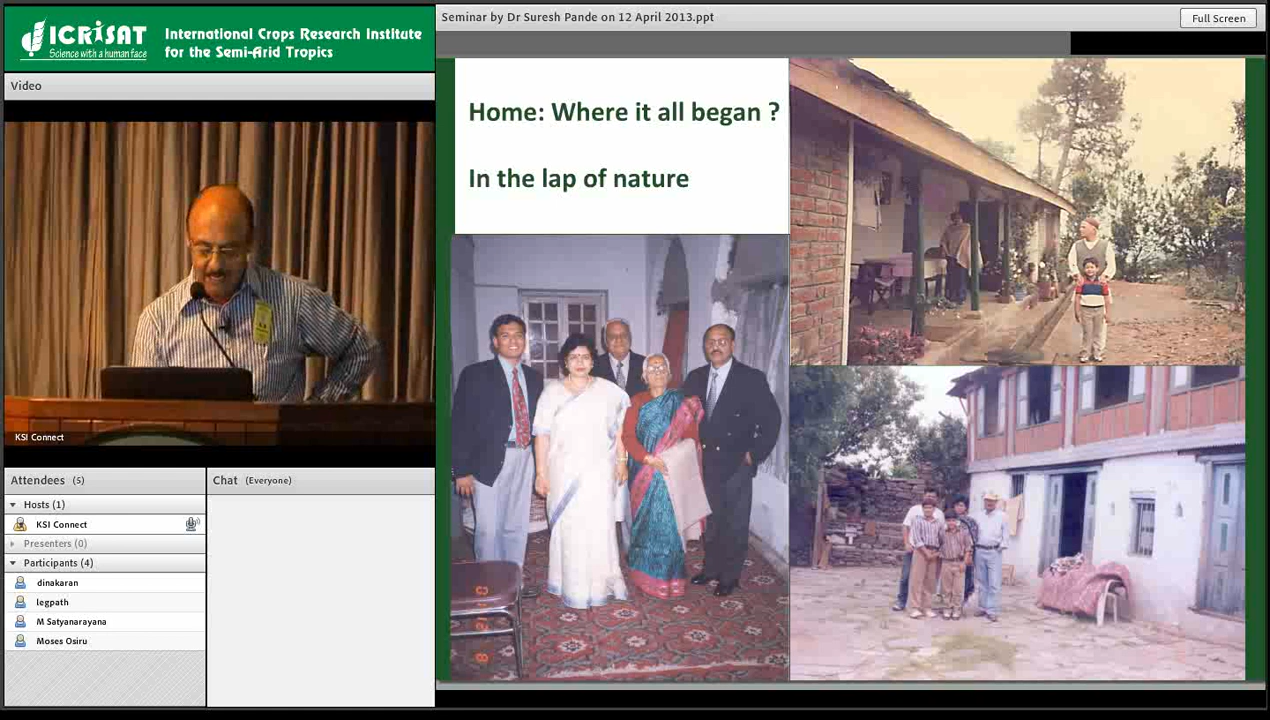 ICRISAT
Science with a human face
International Crops Research Institute
for the Semi-Arid Tropics
Seminar by Dr Suresh Pande on 12 April 2013.ppt
Full Screen
Video
KSI Connect
Home: Where it all began ?
In the lap of nature
Attendees (5)
Hosts (1)
KSI Connect
Presenters (0)
Participants (4)
dinakaran
legpath
M Satyanarayana
Moses Osiru
Chat (Everyone)